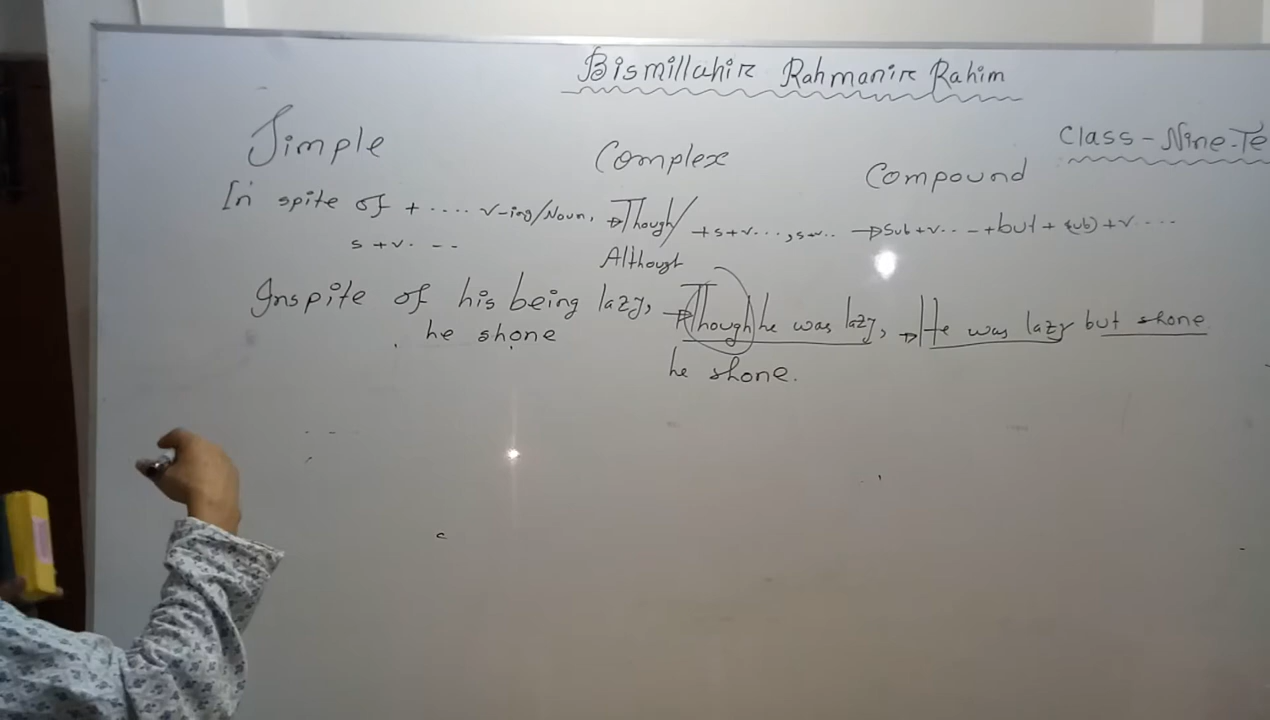 Bismillahir Rahmanir Rahim
Class - Nine-Te
Simple
Complex
Compound
In spite of + .... v-ing/Noun,
s + v. - - -
→Though/
Although
+ s + v..., s+v..
→Sub + v.. - + but + (sub) + v ....
Inspite of his being lazy,
he shone
→Though he was lazy,
he shone.
→He was lazy but shone